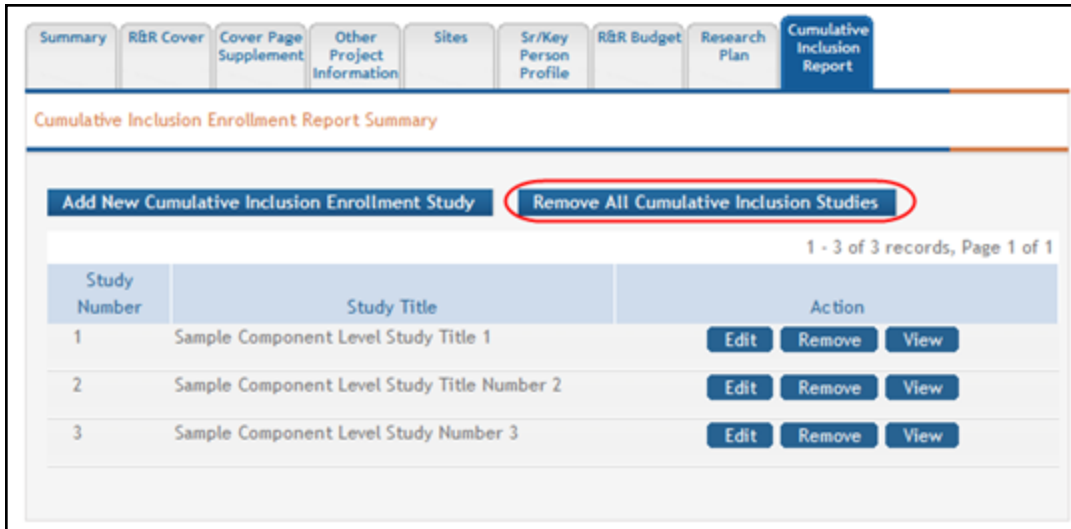 Summary
R&R Cover
Cover Page
Supplement
Other
Project
Information
Sites
Sr/Key
Person
Profile
R&R Budget
Research
Plan
Cumulative
Inclusion
Report
Cumulative Inclusion Enrollment Report Summary
Add New Cumulative Inclusion Enrollment Study Remove All Cumulative Inclusion Studies
1 - 3 of 3 records, Page 1 of 1
Study
Number Study Title Action
1 Sample Component Level Study Title 1 Edit Remove View
2 Sample Component Level Study Title Number 2 Edit Remove View
3 Sample Component Level Study Number 3 Edit Remove View